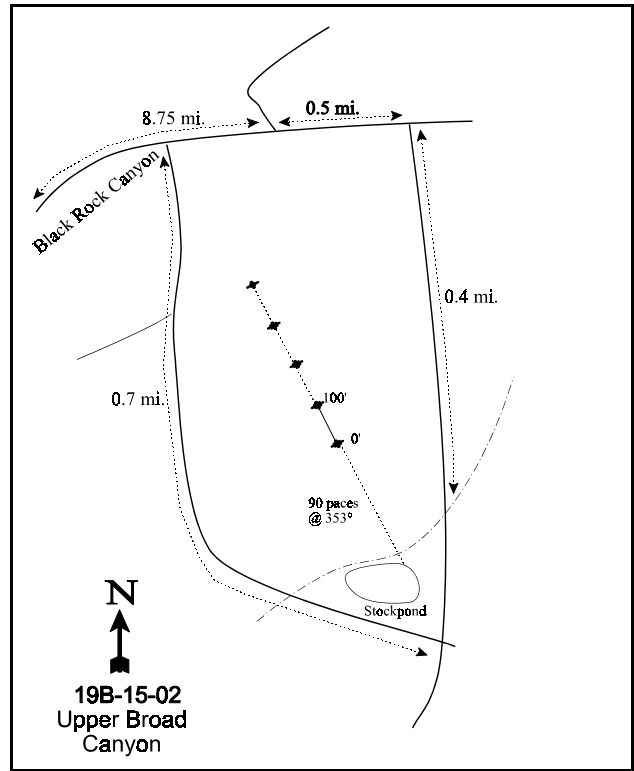 8.75 mi.
0.5 mi.
Black Rock Canyon
0.4 mi.
0.7 mi.
100'
0'
90 paces
@ 353°
Stockpond
N
19B-15-02
Upper Broad
Canyon